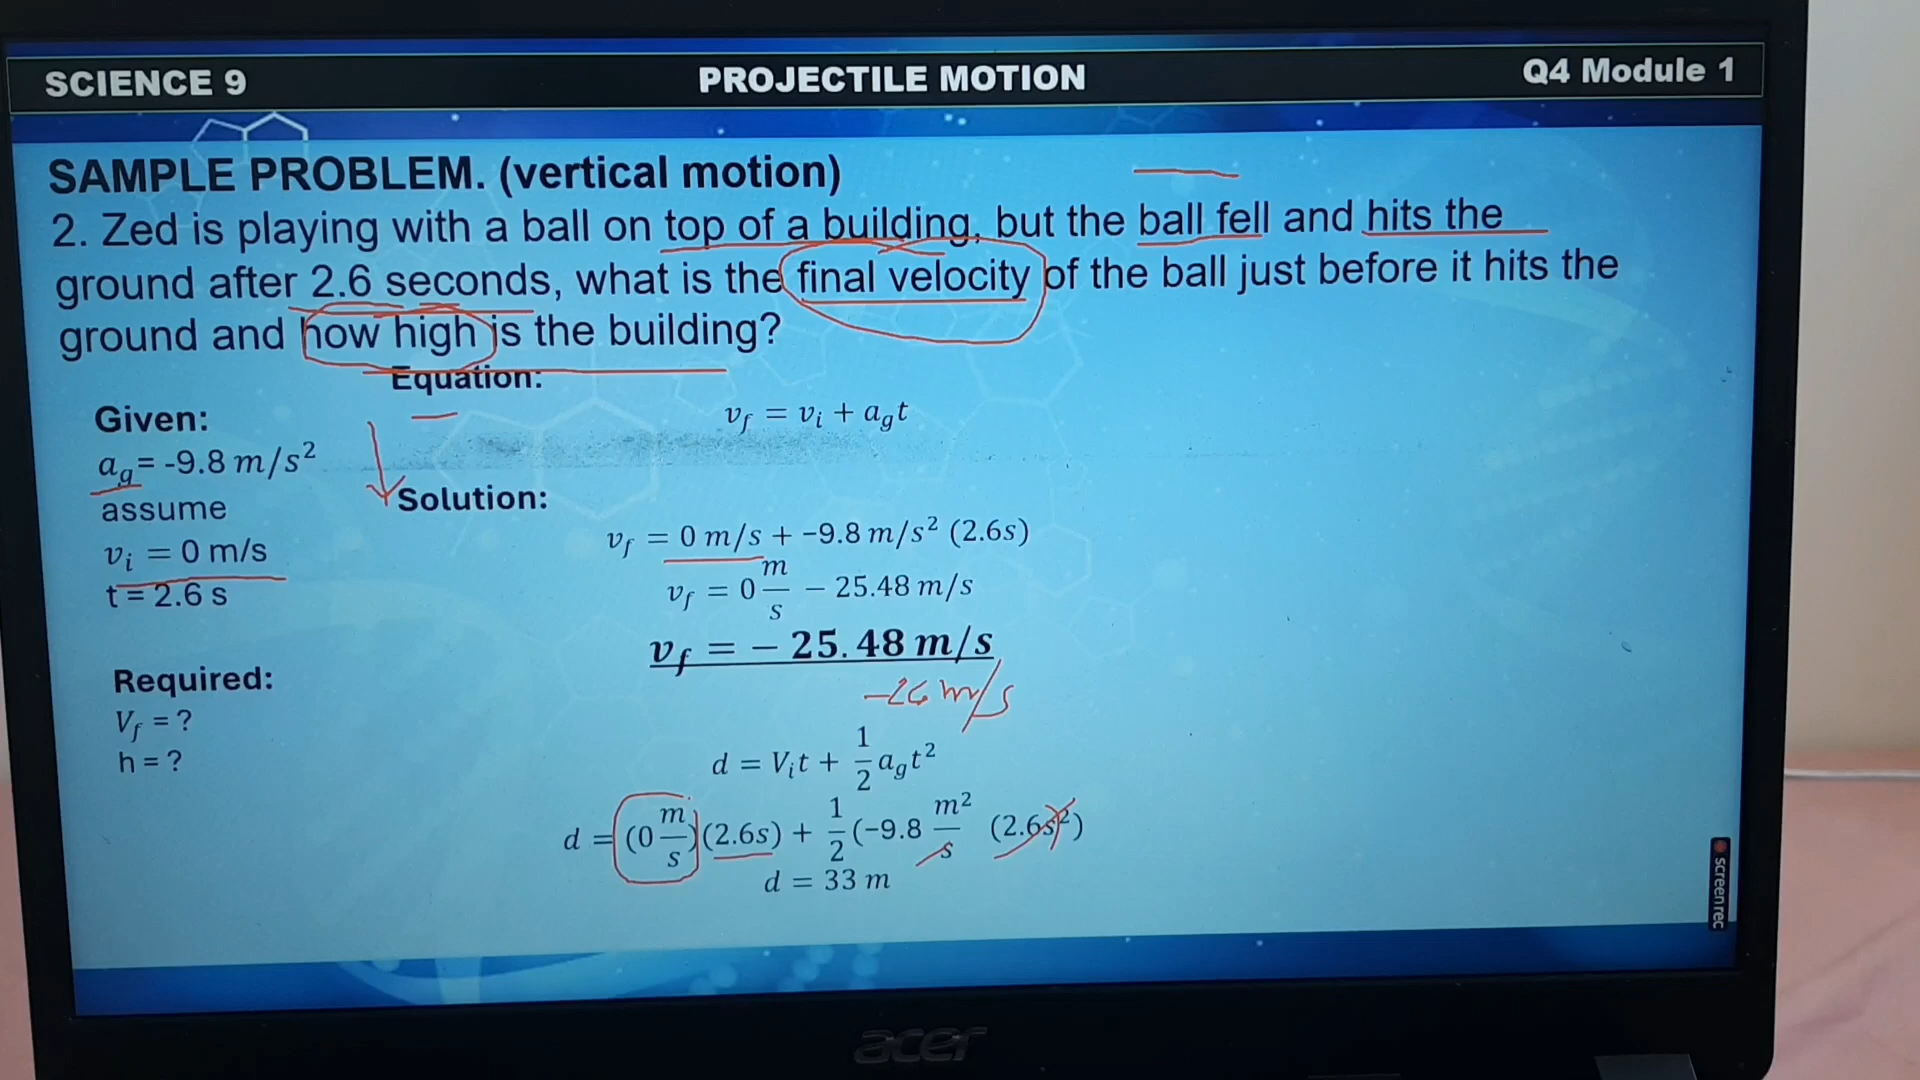 SCIENCE 9 PROJECTILE MOTION Q4 Module 1
SAMPLE PROBLEM. (vertical motion)
2. Zed is playing with a ball on top of a building, but the ball fell and hits the
ground after 2.6 seconds, what is the final velocity of the ball just before it hits the
ground and how high is the building?
Equation:
v_f = v_i + a_g t
Given:
a_g= -9.8 m/s²
assume
v_i = 0 m/s
t = 2.6 s
Solution:
v_f = 0 m/s + −9.8 m/s² (2.6s)
v_f = 0 m/s − 25.48 m/s
v_f = − 25.48 m/s
−26 m/s
Required:
V_f = ?
h = ?
d = V_i t + 1/2 a_g t²
d = (0 m/s)(2.6s) + 1/2 (−9.8 m²/s (2.6s²)
d = 33 m
screenrec
acer